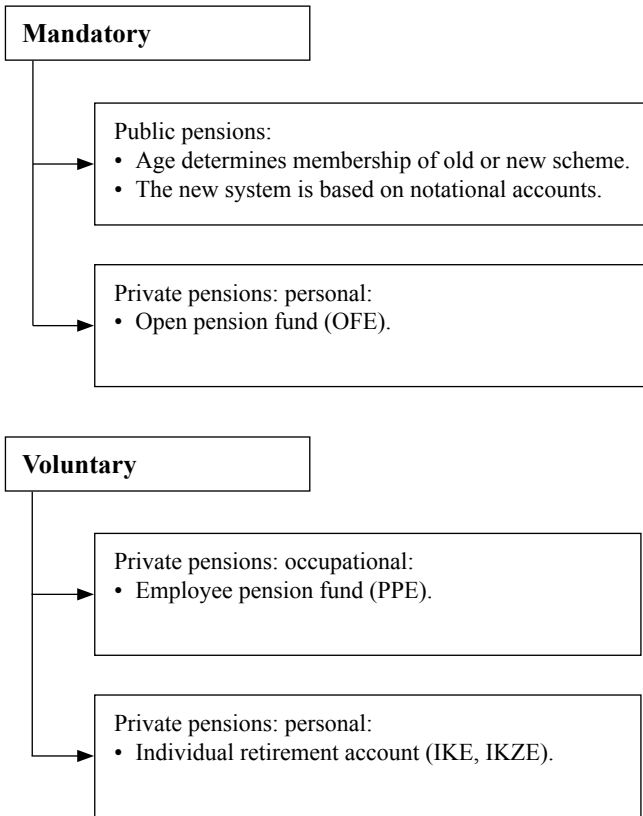 Mandatory
Public pensions:
• Age determines membership of old or new scheme.
• The new system is based on notational accounts.
Private pensions: personal:
• Open pension fund (OFE).
Voluntary
Private pensions: occupational:
• Employee pension fund (PPE).
Private pensions: personal:
• Individual retirement account (IKE, IKZE).